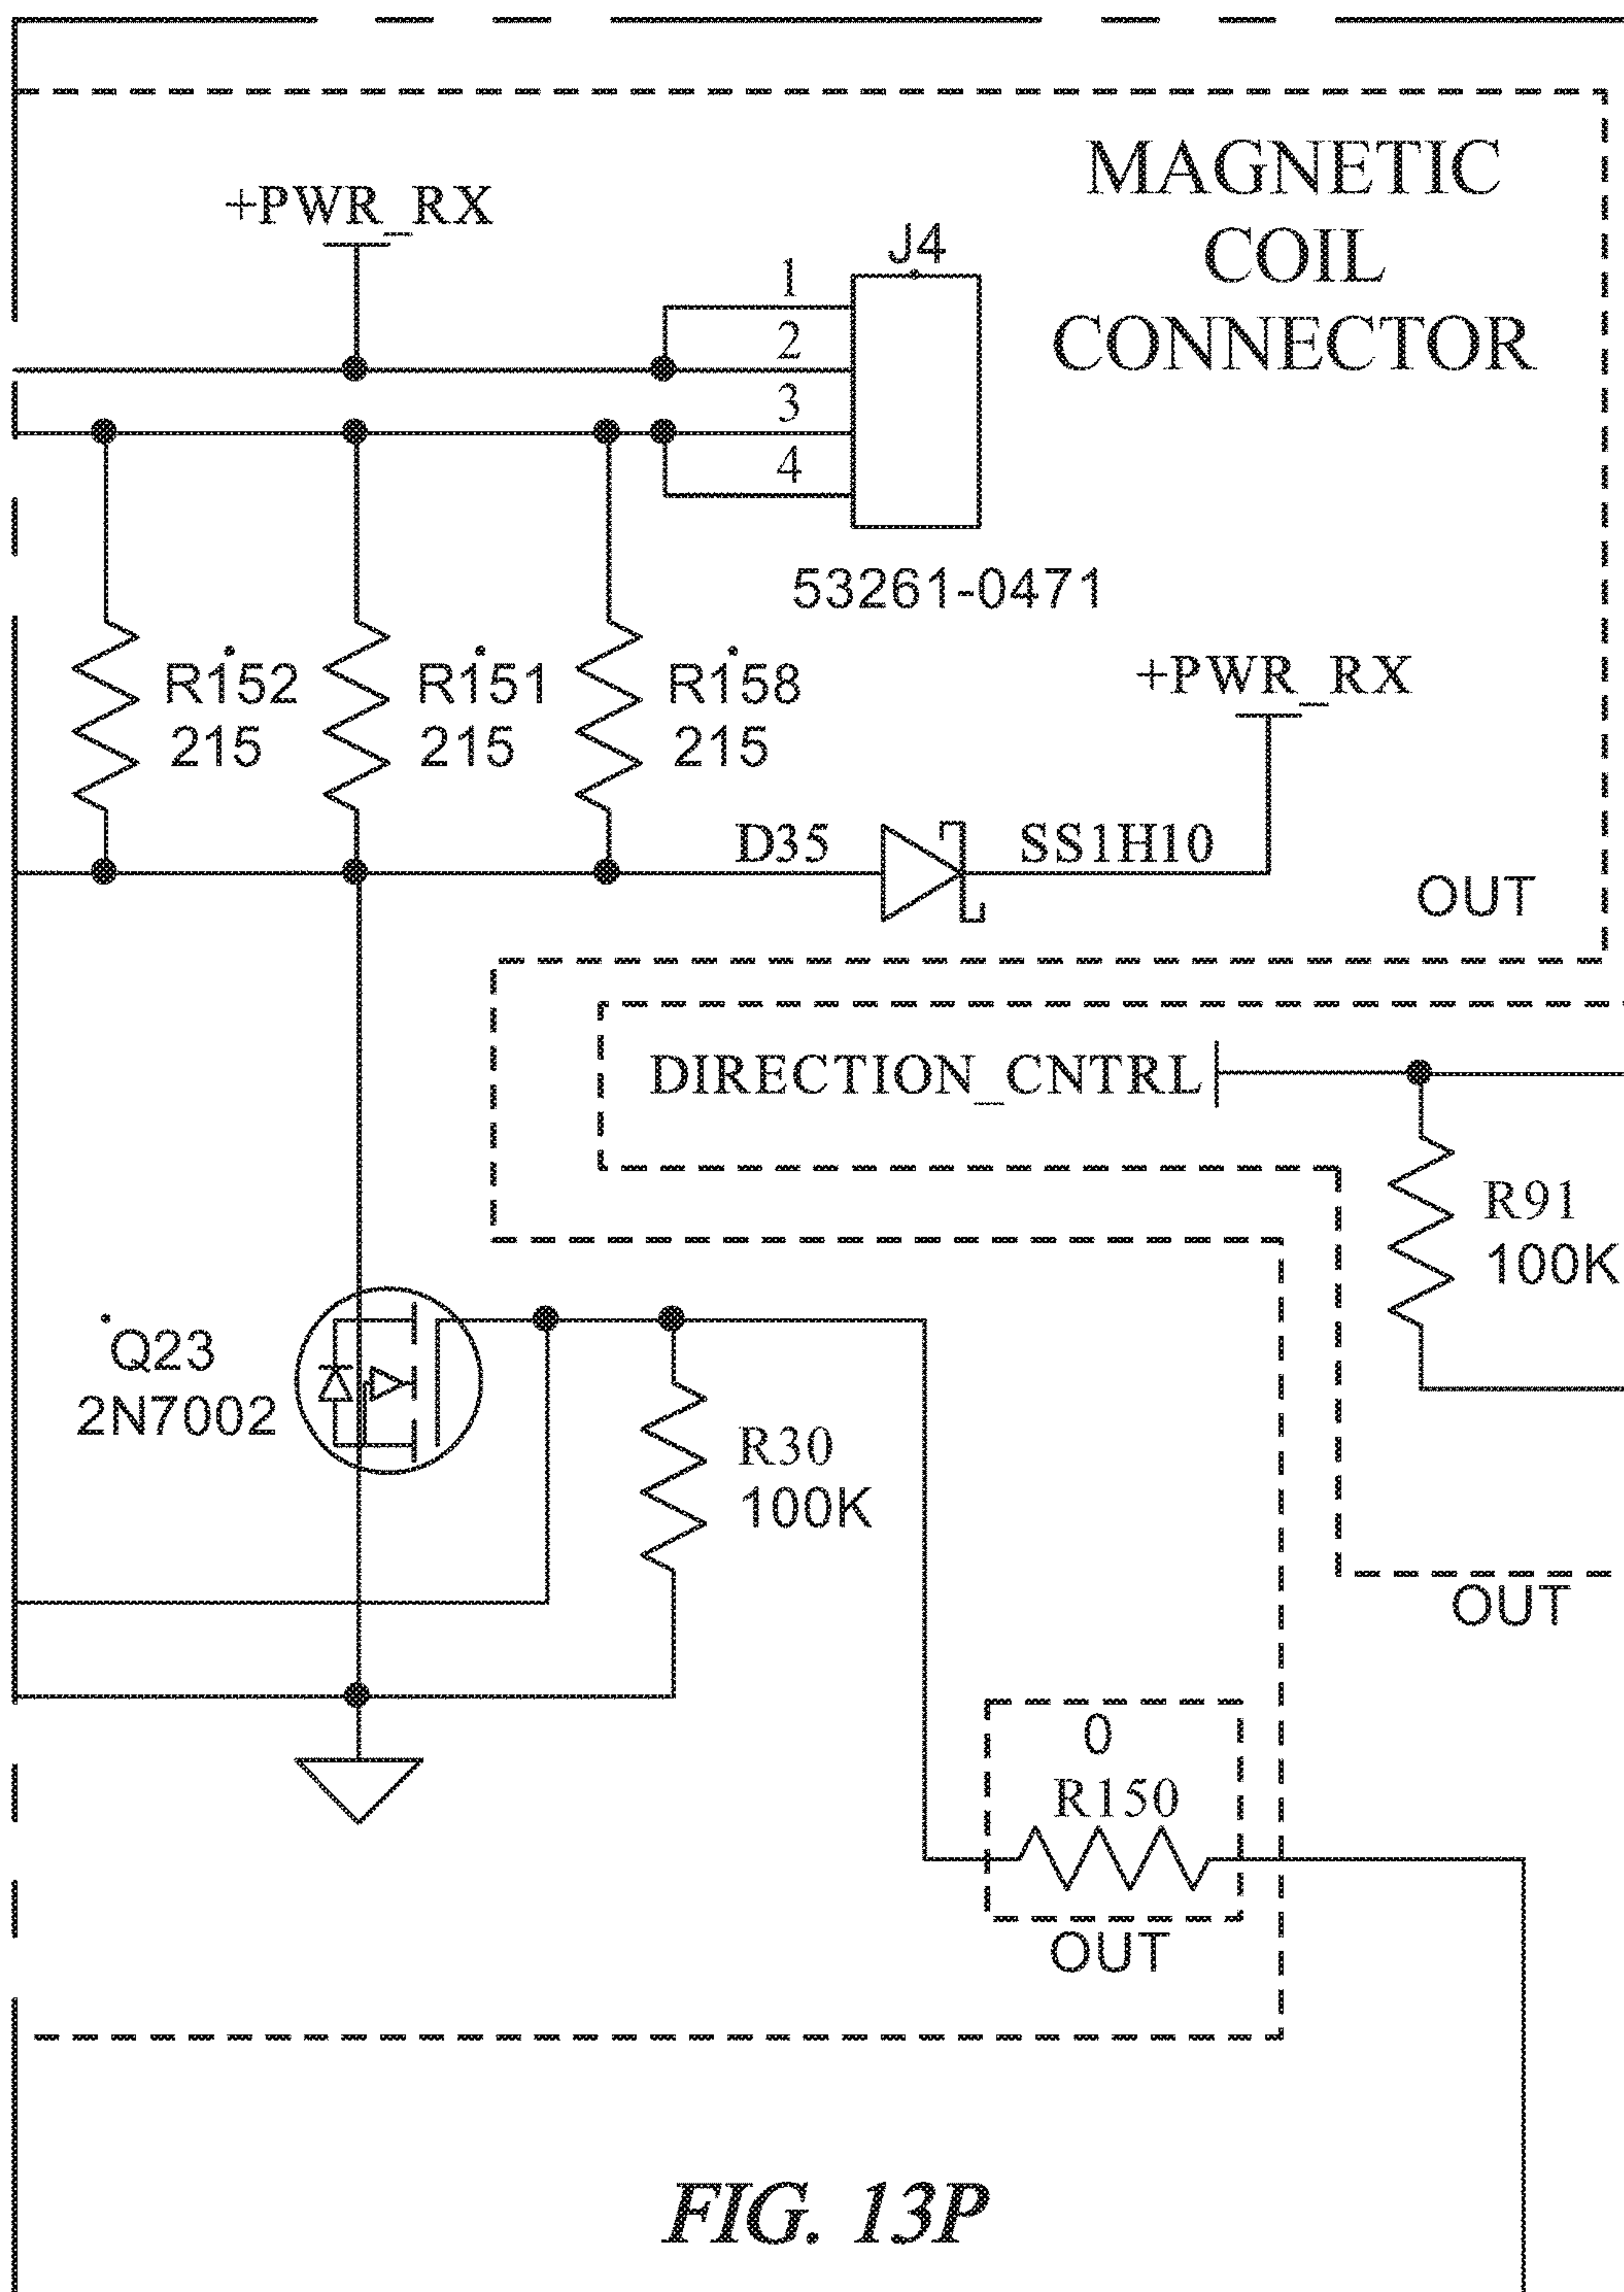 MAGNETIC
COIL
CONNECTOR
+PWR_RX
J4
1
2
3
4
53261-0471
R152
215
R151
215
R158
215
+PWR_RX
D35
SS1H10
OUT
DIRECTION_CNTRL
R91
100K
Q23
2N7002
R30
100K
OUT
0
R150
OUT
FIG. 13P